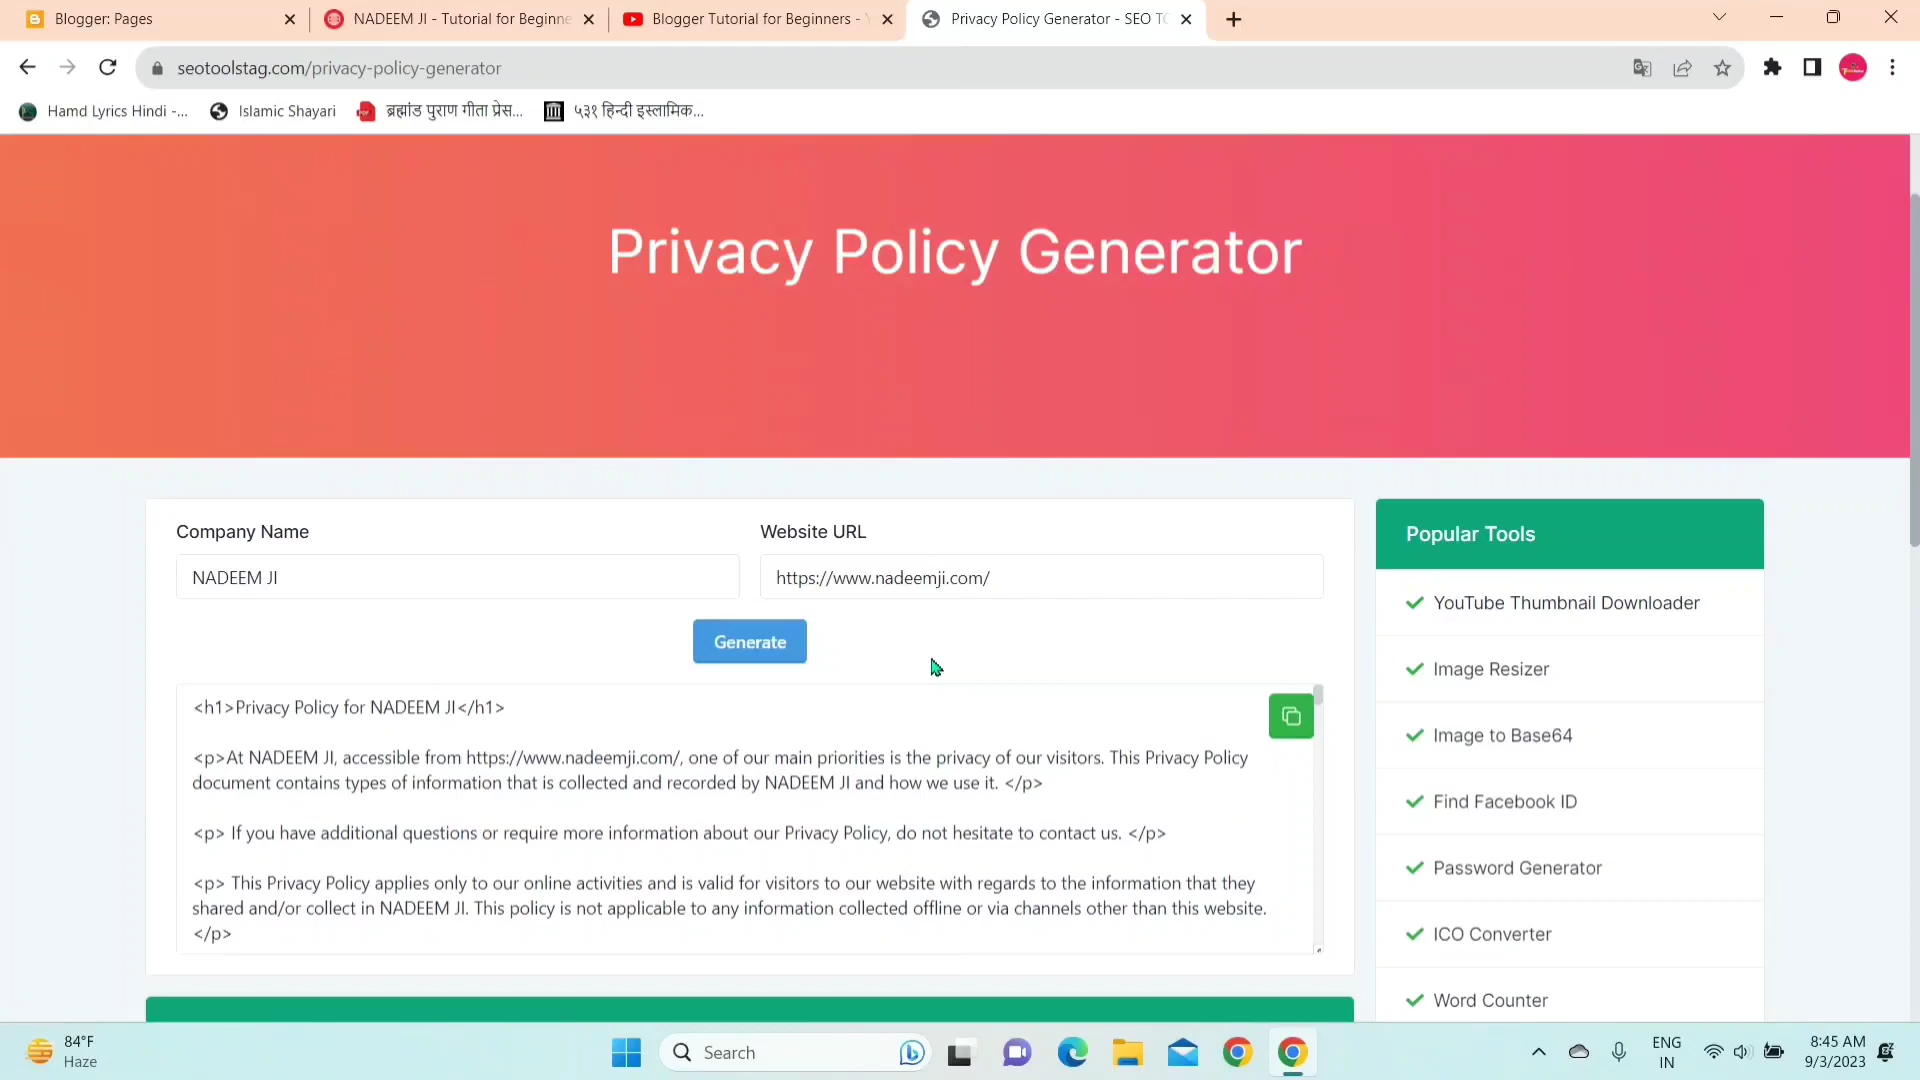 Blogger: Pages
NADEEM JI - Tutorial for Beginne
Blogger Tutorial for Beginners -
Privacy Policy Generator - SEO TO
seotoolstag.com/privacy-policy-generator
Hamd Lyrics Hindi -...
Islamic Shayari
ब्रह्मांड पुराण गीता प्रेस...
५३१ हिन्दी इस्लामिक...
Privacy Policy Generator
Company Name
Website URL
NADEEM JI
https://www.nadeemji.com/
Generate
<h1>Privacy Policy for NADEEM JI</h1>
<p>At NADEEM JI, accessible from https://www.nadeemji.com/, one of our main priorities is the privacy of our visitors. This Privacy Policy
document contains types of information that is collected and recorded by NADEEM JI and how we use it. </p>
<p> If you have additional questions or require more information about our Privacy Policy, do not hesitate to contact us. </p>
<p> This Privacy Policy applies only to our online activities and is valid for visitors to our website with regards to the information that they
shared and/or collect in NADEEM JI. This policy is not applicable to any information collected offline or via channels other than this website.
</p>
Popular Tools
YouTube Thumbnail Downloader
Image Resizer
Image to Base64
Find Facebook ID
Password Generator
ICO Converter
Word Counter
84°F
Haze
Search
ENG
IN
8:45 AM
9/3/2023